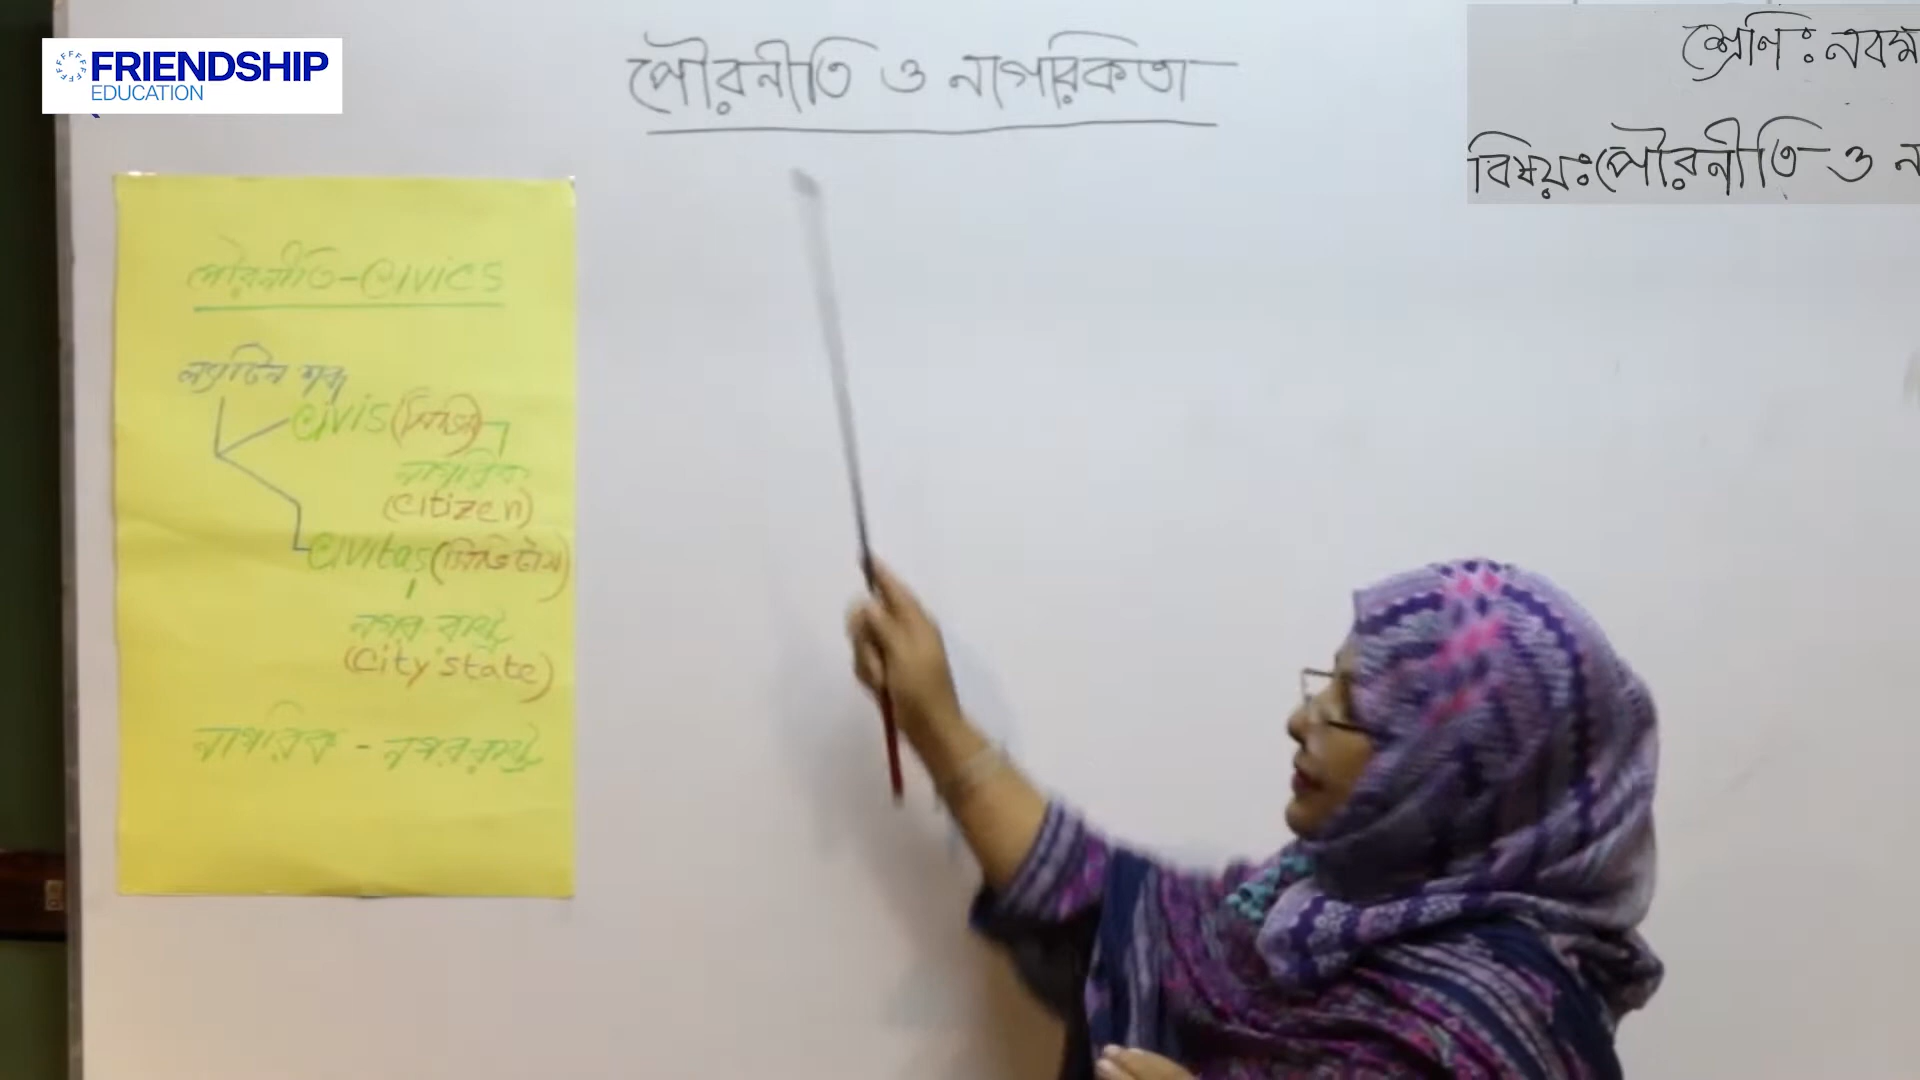 FRIENDSHIP
EDUCATION
পৌরনীতি ও নাগরিকতা
শ্রেণি : নবম
বিষয়ঃ পৌরনীতি ও ন
পৌরনীতি-Civics
ল্যাটিন শব্দ
Civis (সিভিস)
নাগরিক
(Citizen)
Civitas (সিভিটাস)
নগর রাষ্ট্র
(City state)
নাগরিক - নগররাষ্ট্র